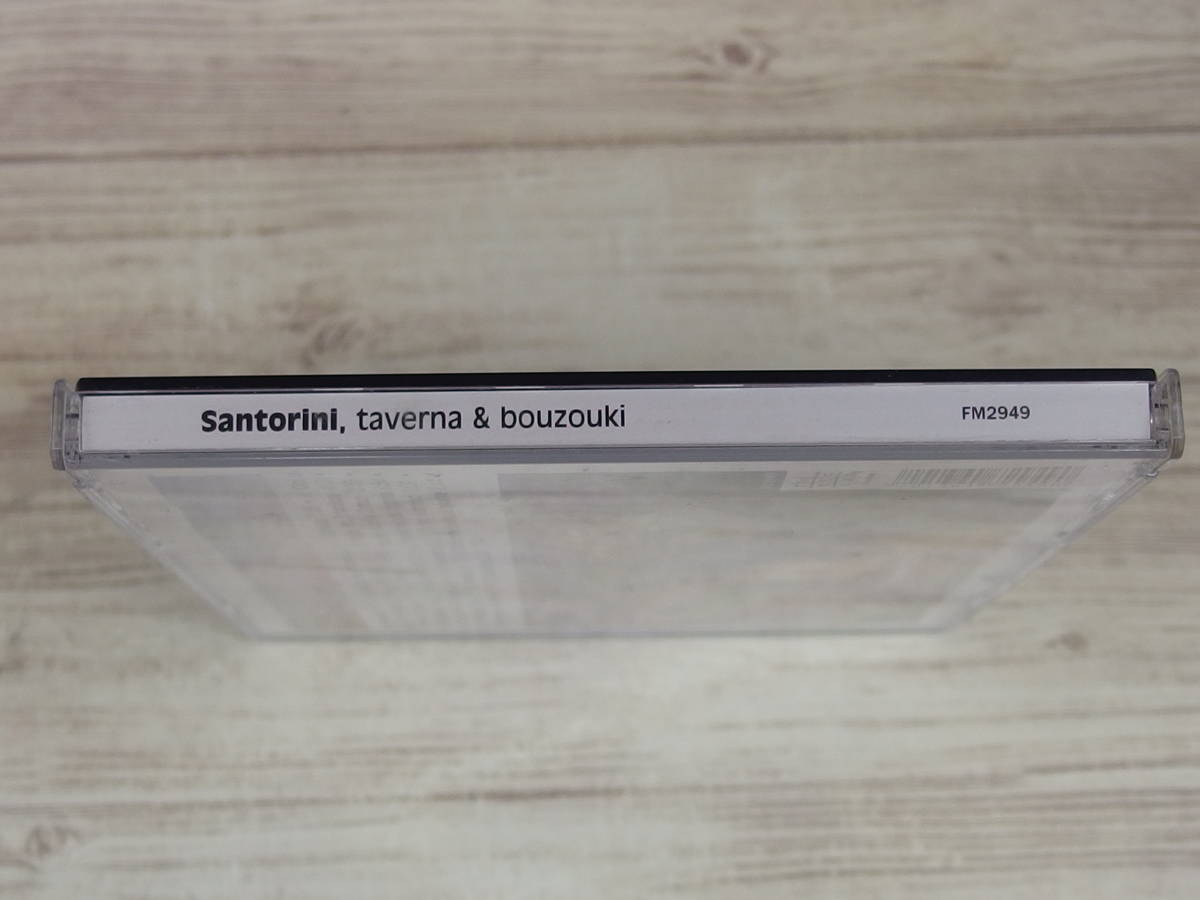 Santorini, taverna & bouzouki
FM2949